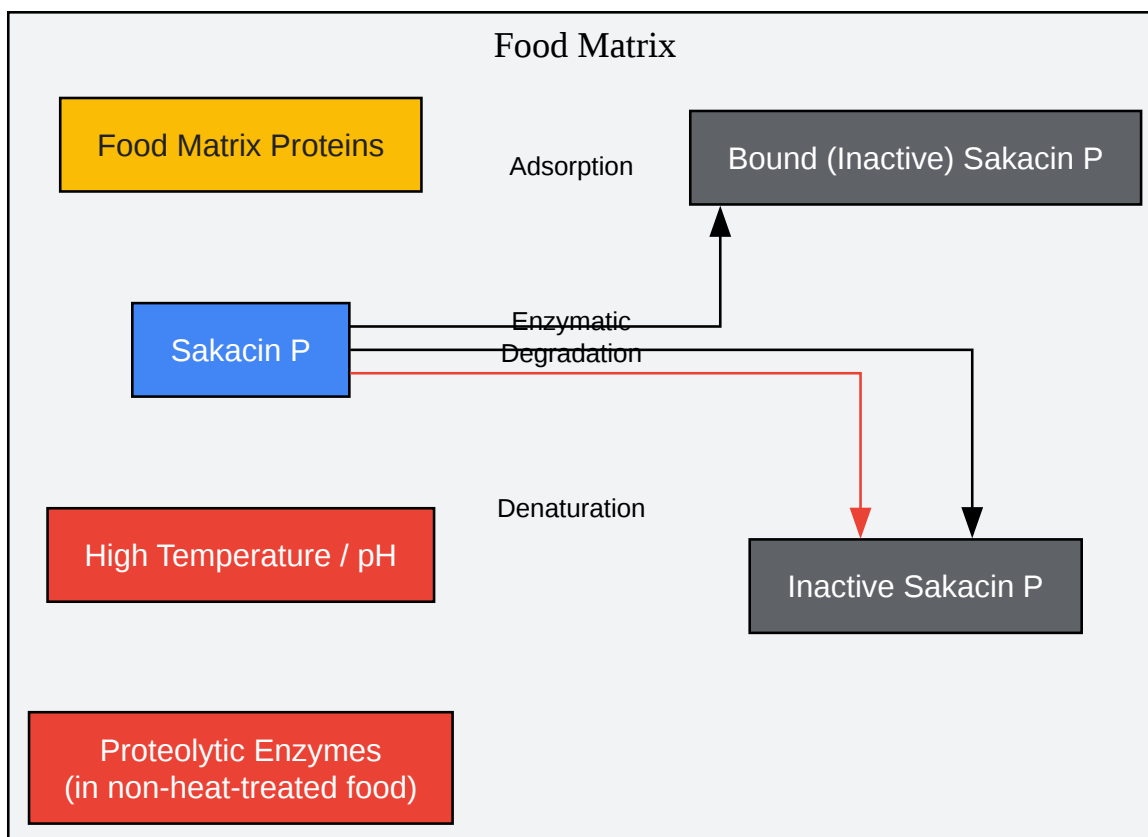 Food Matrix
Food Matrix Proteins
Adsorption
Bound (Inactive) Sakacin P
Sakacin P
Enzymatic
Degradation
High Temperature / pH
Denaturation
Inactive Sakacin P
Proteolytic Enzymes
(in non-heat-treated food)